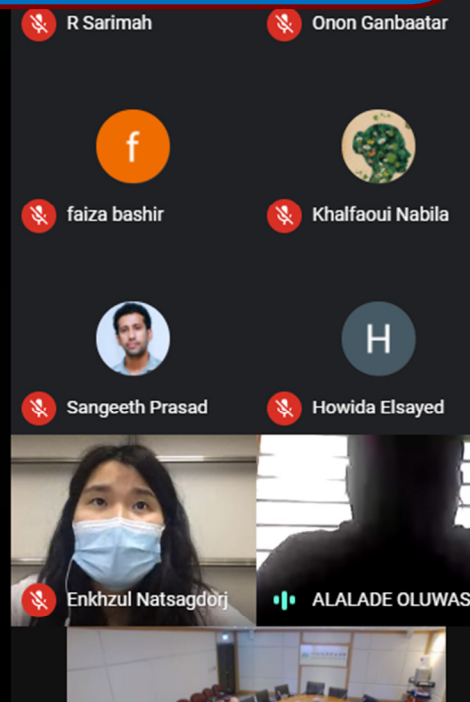 R Sarimah
Onon Ganbaatar
f
faiza bashir
Khalfaoui Nabila
Sangeeth Prasad
H
Howida Elsayed
Enkhzul Natsagdorj
ALALADE OLUWAS